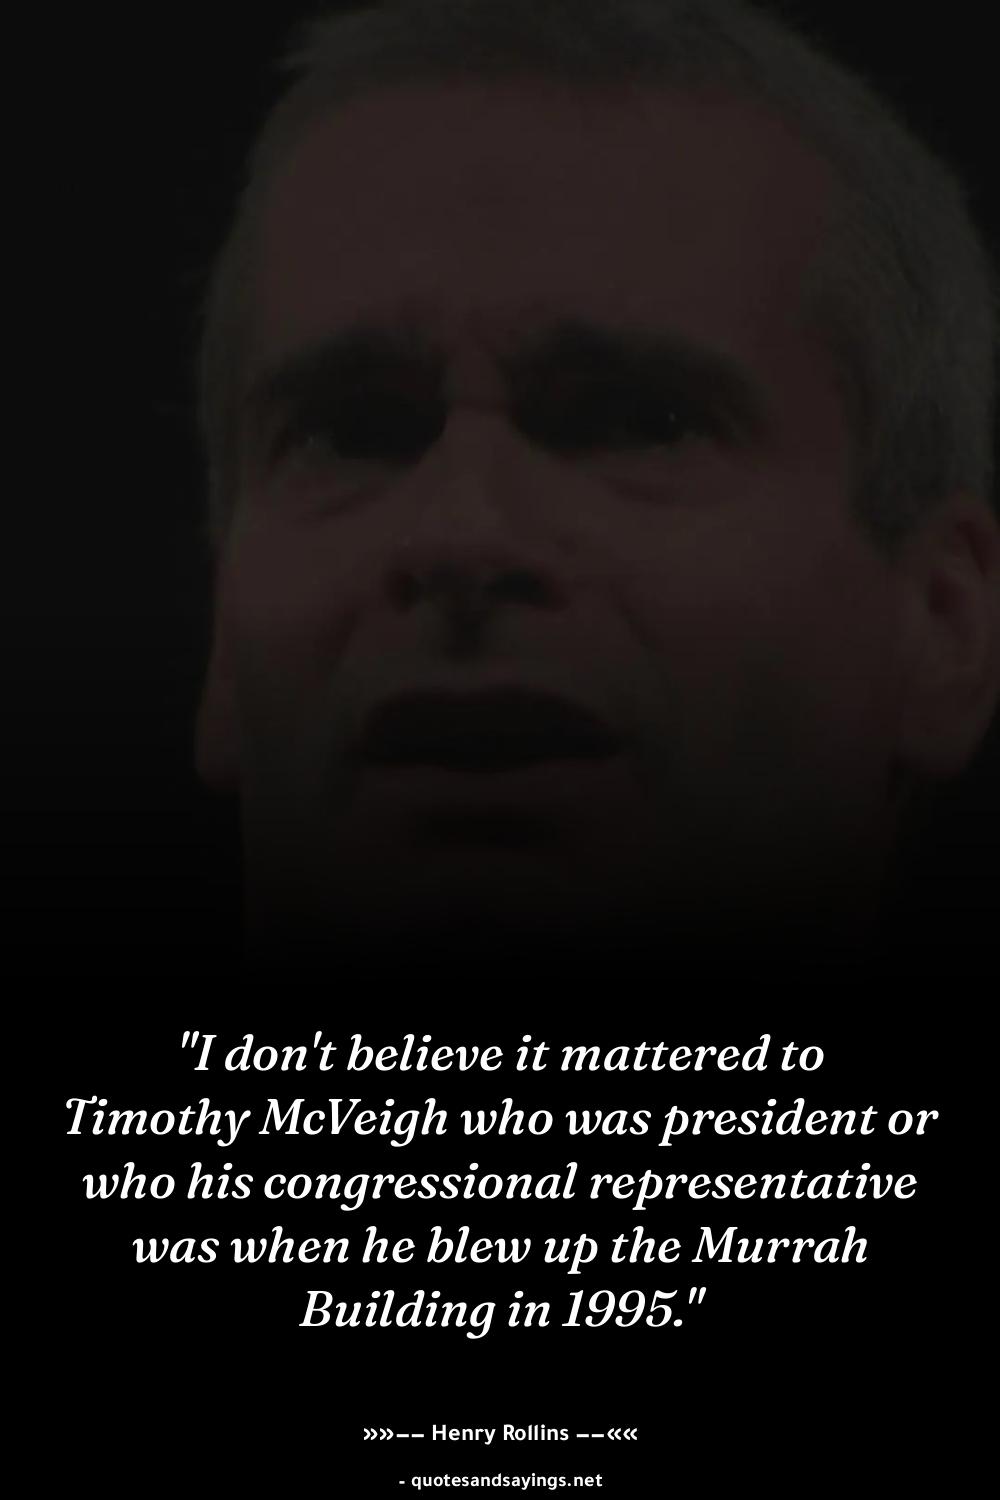 "I don't believe it mattered to
Timothy McVeigh who was president or
who his congressional representative
was when he blew up the Murrah
Building in 1995."
»»-- Henry Rollins --««
- quotesandsayings.net